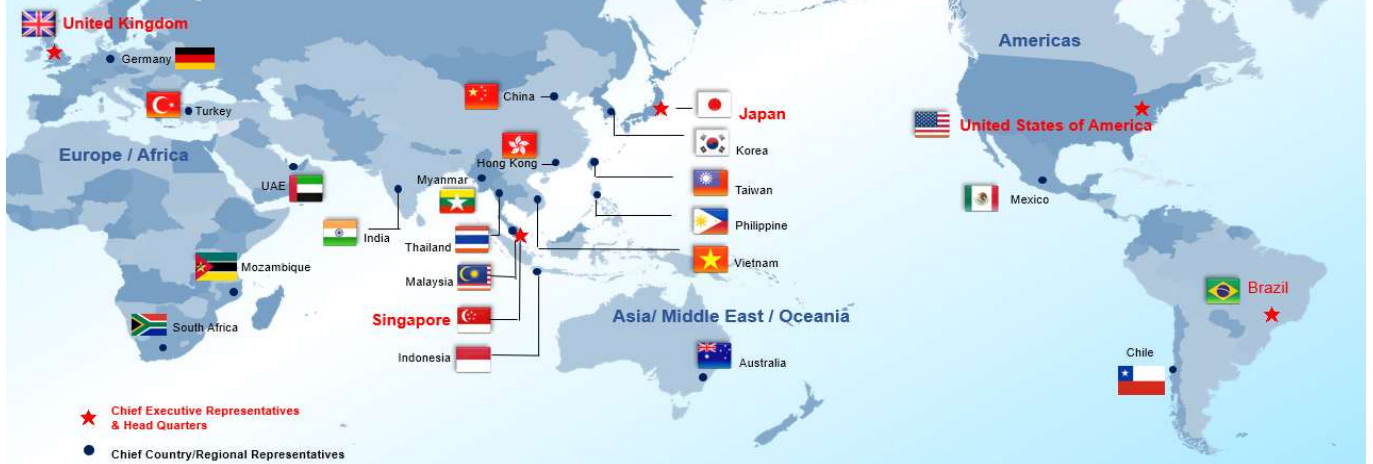 United Kingdom
Germany
Turkey
Europe / Africa
UAE
India
Mozambique
South Africa
China
Hong Kong
Myanmar
Thailand
Malaysia
Singapore
Indonesia
Japan
Korea
Taiwan
Philippine
Vietnam
Asia/ Middle East / Oceania
Australia
Americas
United States of America
Mexico
Brazil
Chile
Chief Executive Representatives
& Head Quarters
Chief Country/Regional Representatives